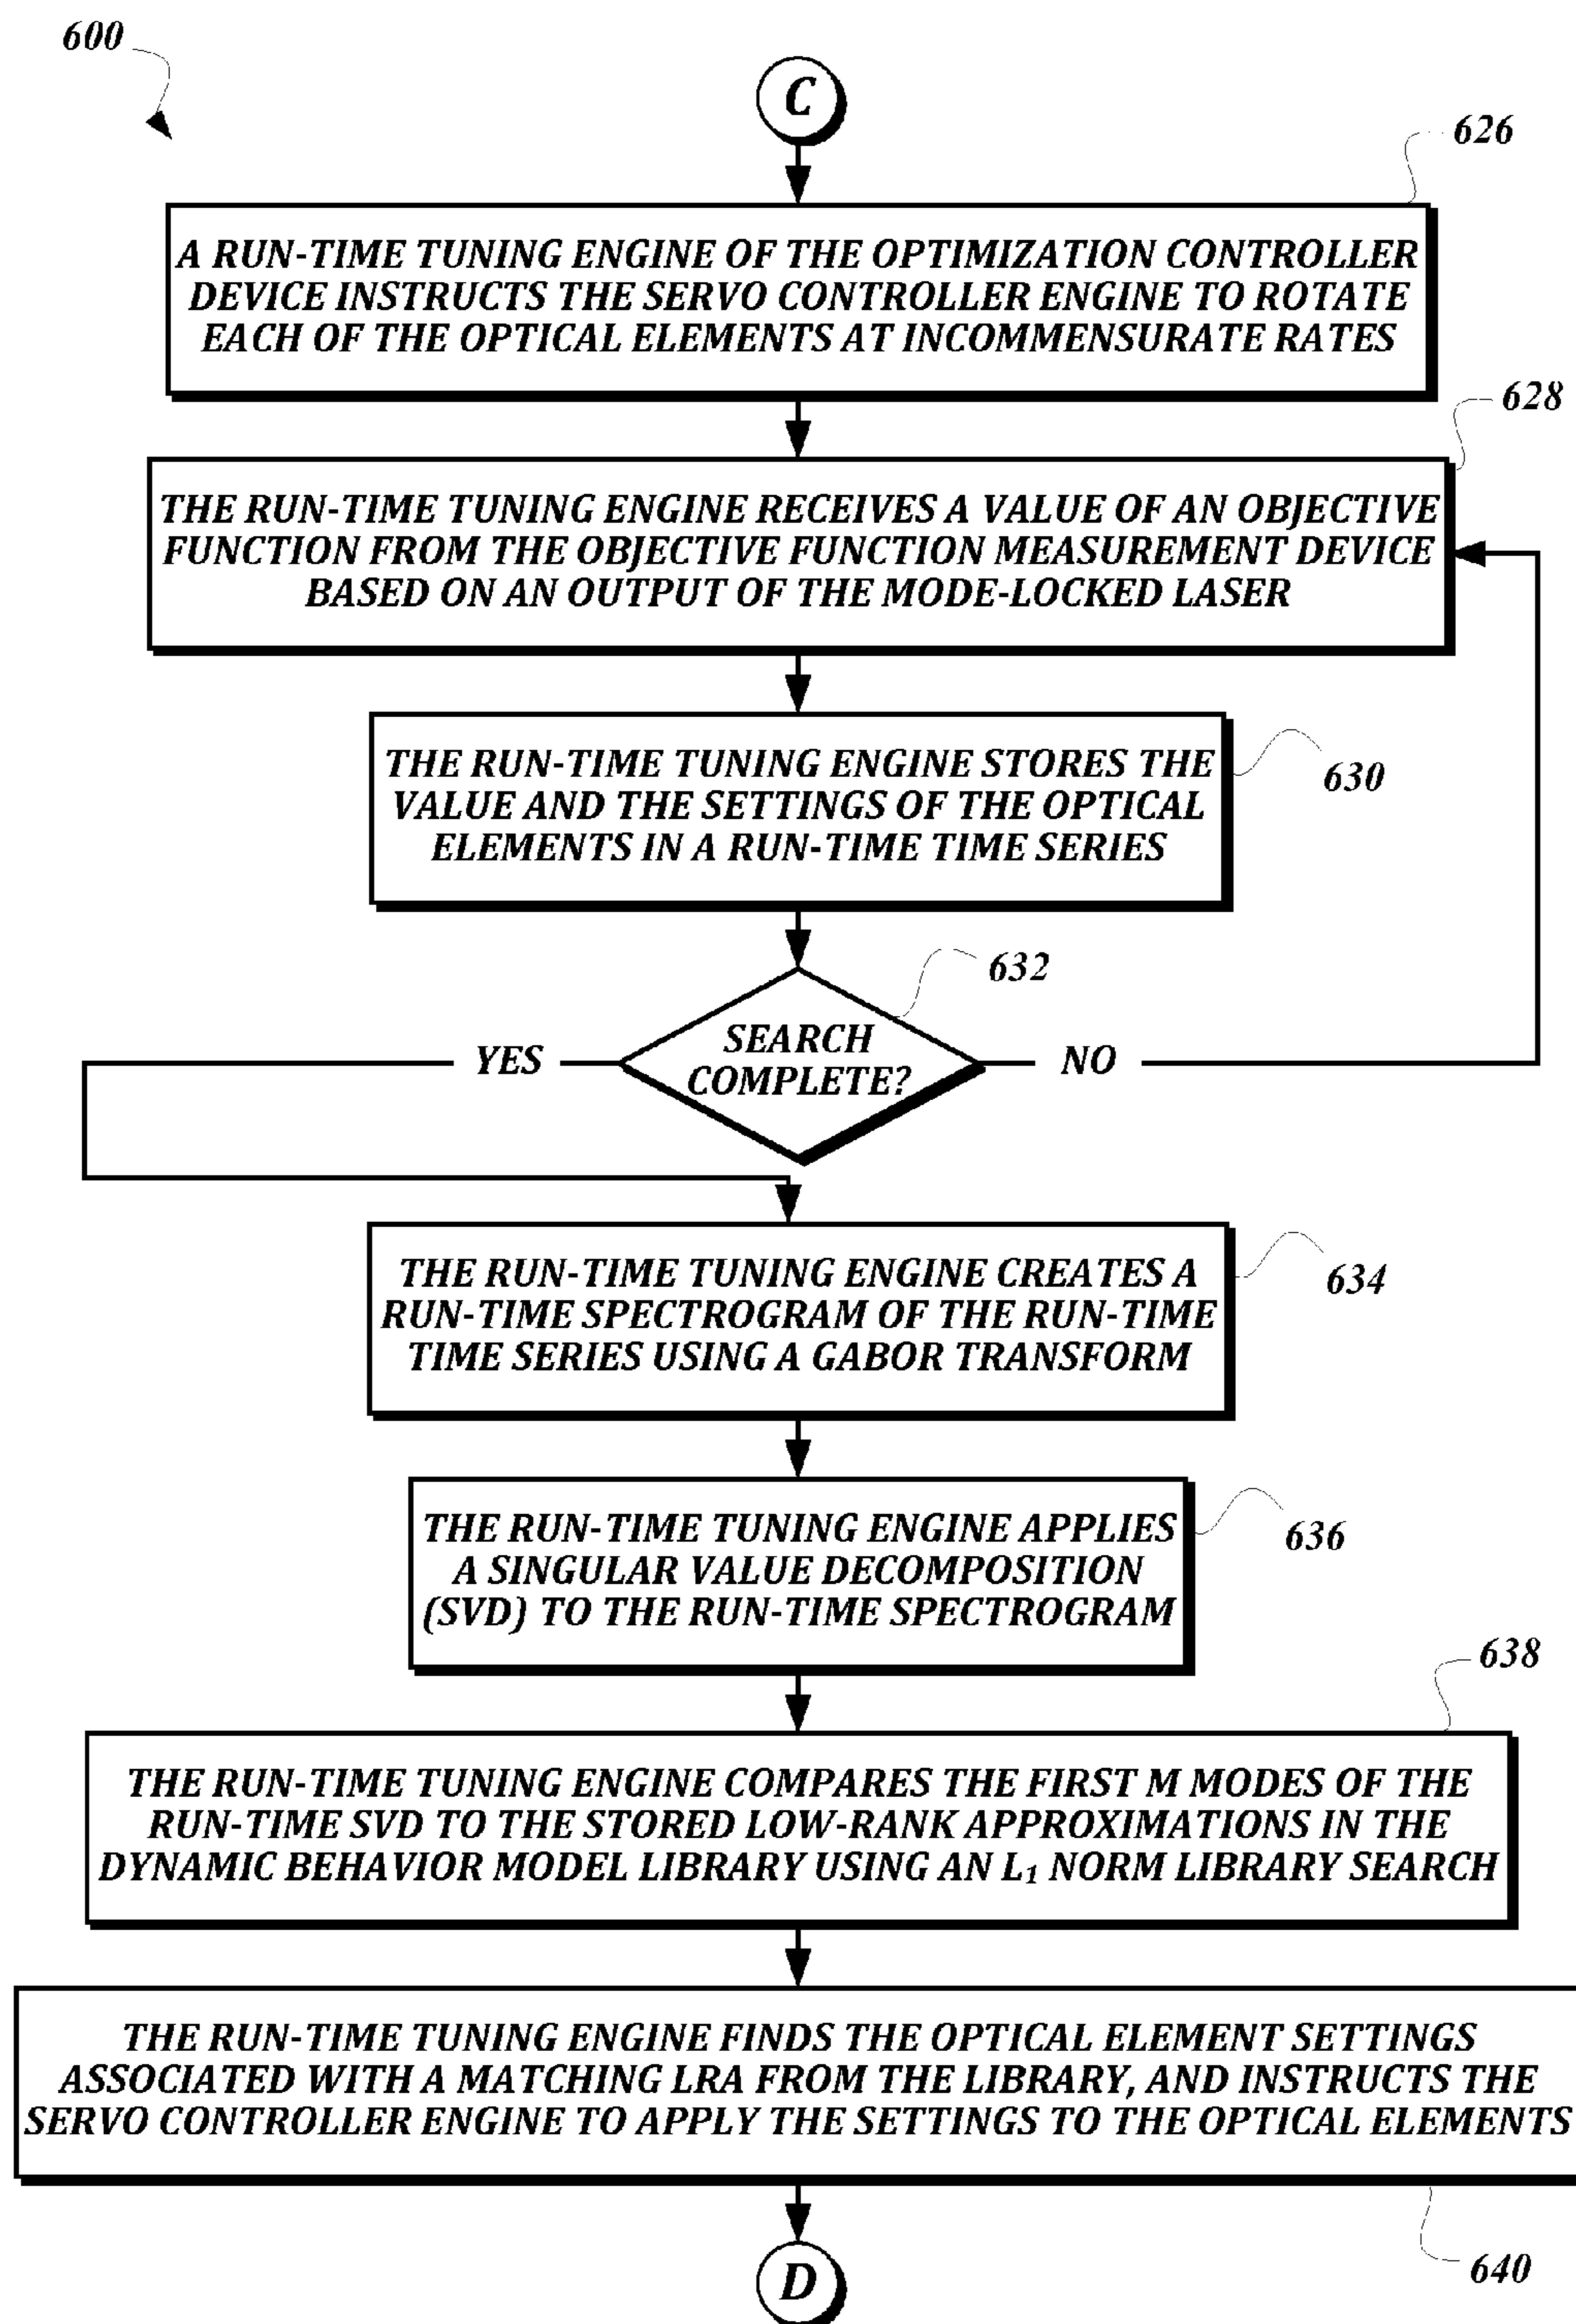 600
C
626
A RUN-TIME TUNING ENGINE OF THE OPTIMIZATION CONTROLLER
DEVICE INSTRUCTS THE SERVO CONTROLLER ENGINE TO ROTATE
EACH OF THE OPTICAL ELEMENTS AT INCOMMENSURATE RATES
628
THE RUN-TIME TUNING ENGINE RECEIVES A VALUE OF AN OBJECTIVE
FUNCTION FROM THE OBJECTIVE FUNCTION MEASUREMENT DEVICE
BASED ON AN OUTPUT OF THE MODE-LOCKED LASER
THE RUN-TIME TUNING ENGINE STORES THE
VALUE AND THE SETTINGS OF THE OPTICAL
ELEMENTS IN A RUN-TIME TIME SERIES
630
632
SEARCH
COMPLETE?
YES
NO
THE RUN-TIME TUNING ENGINE CREATES A
RUN-TIME SPECTROGRAM OF THE RUN-TIME
TIME SERIES USING A GABOR TRANSFORM
634
THE RUN-TIME TUNING ENGINE APPLIES
A SINGULAR VALUE DECOMPOSITION
(SVD) TO THE RUN-TIME SPECTROGRAM
636
638
THE RUN-TIME TUNING ENGINE COMPARES THE FIRST M MODES OF THE
RUN-TIME SVD TO THE STORED LOW-RANK APPROXIMATIONS IN THE
DYNAMIC BEHAVIOR MODEL LIBRARY USING AN L₁ NORM LIBRARY SEARCH
THE RUN-TIME TUNING ENGINE FINDS THE OPTICAL ELEMENT SETTINGS
ASSOCIATED WITH A MATCHING LRA FROM THE LIBRARY, AND INSTRUCTS THE
SERVO CONTROLLER ENGINE TO APPLY THE SETTINGS TO THE OPTICAL ELEMENTS
640
D